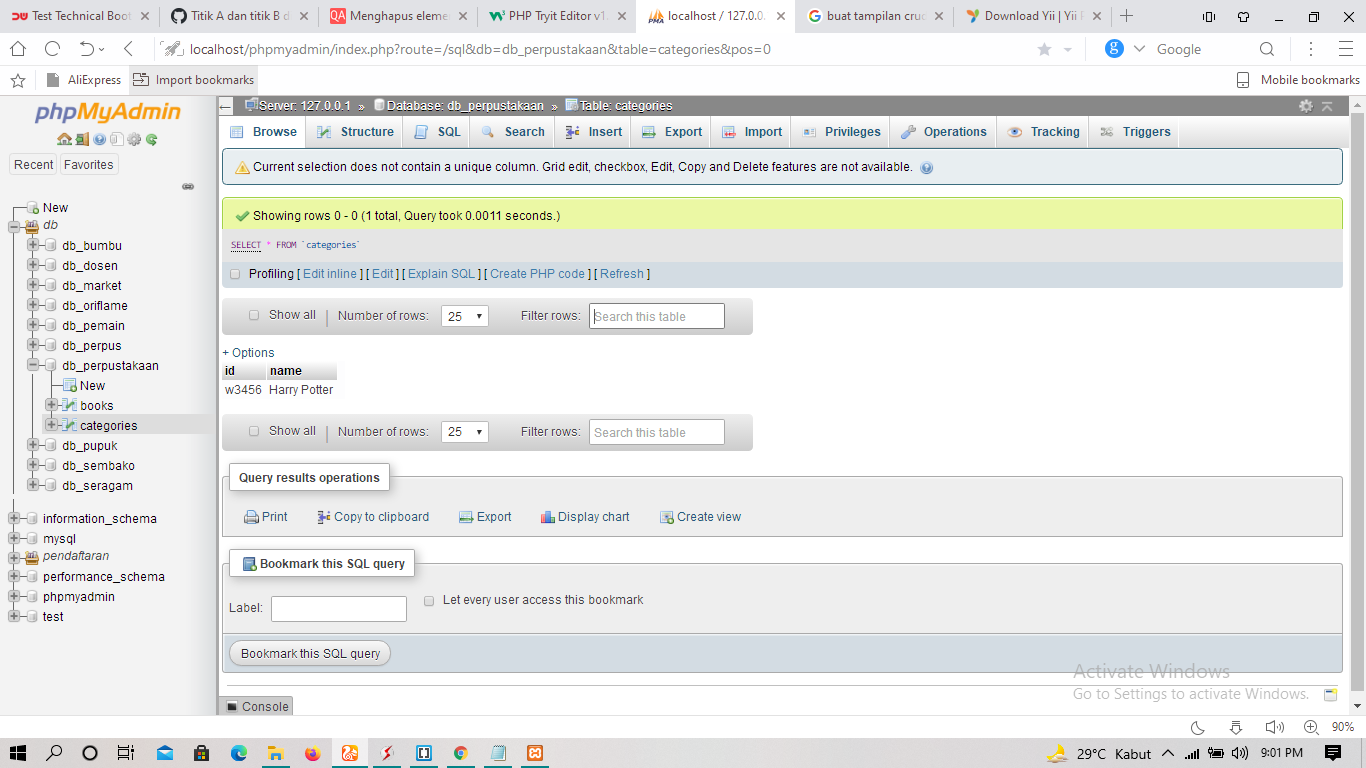 Test Technical Boot
Titik A dan titik B d
Menghapus eleme
PHP Tryit Editor v1.
localhost / 127.0.0.
buat tampilan crud
Download Yii | Yii P
localhost/phpmyadmin/index.php?route=/sql&db=db_perpustakaan&table=categories&pos=0
Google
AliExpress
Import bookmarks
Mobile bookmarks
phpMyAdmin
Recent
Favorites
New
db
db_bumbu
db_dosen
db_market
db_oriflame
db_pemain
db_perpus
db_perpustakaan
New
books
categories
db_pupuk
db_sembako
db_seragam
information_schema
mysql
pendaftaran
performance_schema
phpmyadmin
test
Server: 127.0.0.1 » Database: db_perpustakaan » Table: categories
Browse
Structure
SQL
Search
Insert
Export
Import
Privileges
Operations
Tracking
Triggers
Current selection does not contain a unique column. Grid edit, checkbox, Edit, Copy and Delete features are not available.
Showing rows 0 - 0 (1 total, Query took 0.0011 seconds.)
SELECT * FROM `categories`
Profiling [ Edit inline ] [ Edit ] [ Explain SQL ] [ Create PHP code ] [ Refresh ]
Show all | Number of rows: 25 Filter rows: Search this table
+ Options
id name
w3456 Harry Potter
Show all | Number of rows: 25 Filter rows: Search this table
Query results operations
Print
Copy to clipboard
Export
Display chart
Create view
Bookmark this SQL query
Label:
Let every user access this bookmark
Bookmark this SQL query
Activate Windows
Go to Settings to activate Windows.
Console
90%
29°C Kabut
9:01 PM